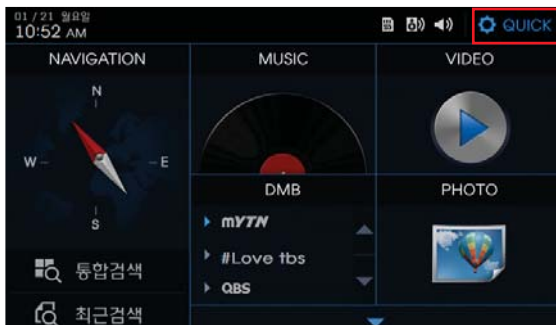 01 / 21 월요일
10:52 AM
QUICK
NAVIGATION
N
W
E
S
통합검색
최근검색
MUSIC
VIDEO
DMB
mYTN
#Love tbs
QBS
PHOTO